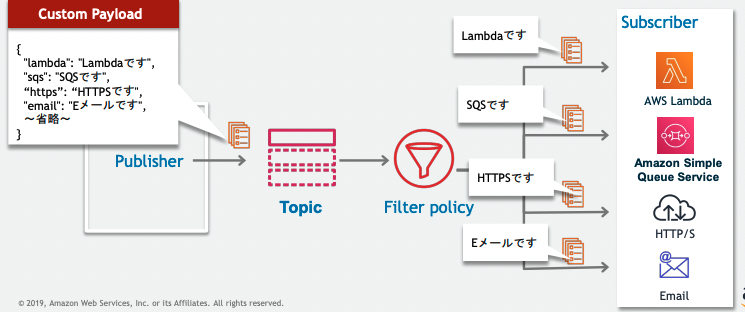 Custom Payload
{
"lambda": "Lambdaです",
"sqs": "SQSです",
“https”: “HTTPSです",
"email": "Eメールです",
～省略～
}
Publisher
Topic
Filter policy
Lambdaです
SQSです
HTTPSです
Eメールです
Subscriber
AWS Lambda
Amazon Simple
Queue Service
HTTP/S
Email
© 2019, Amazon Web Services, Inc. or its Affiliates. All rights reserved.